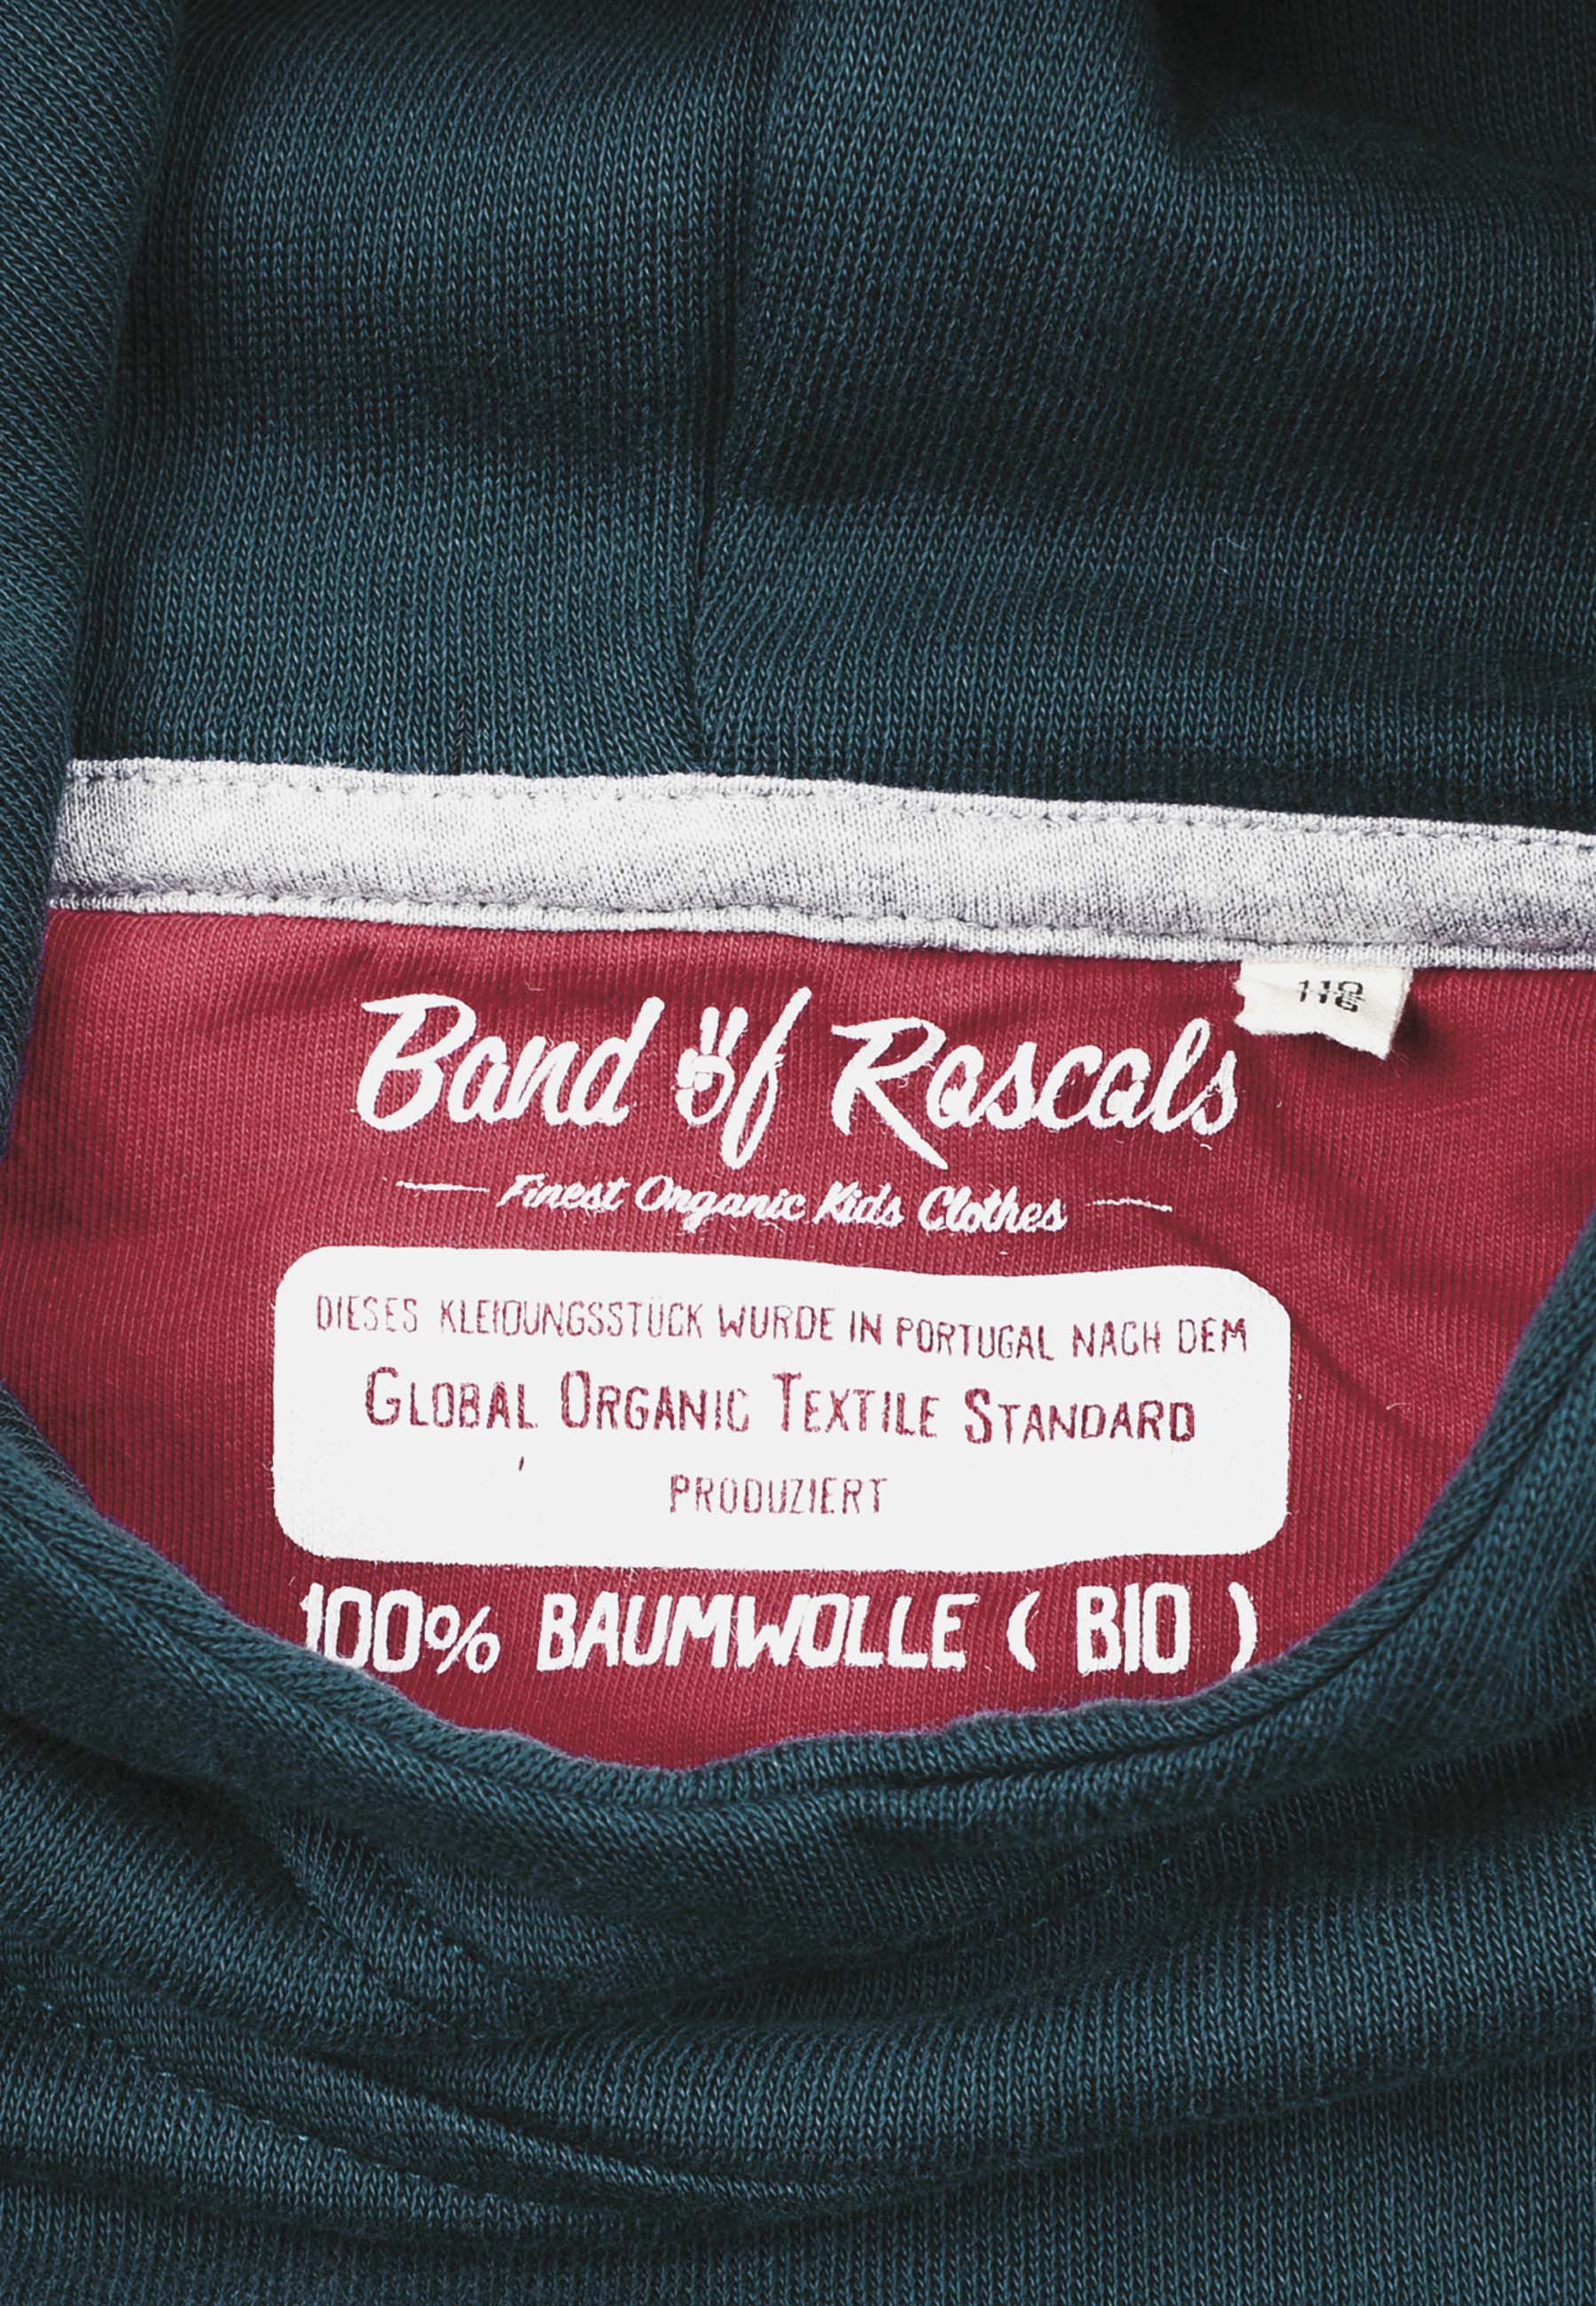 Band of Rascals
Finest Organic Kids Clothes
DIESES KLEIDUNGSSTÜCK WURDE IN PORTUGAL NACH DEM
GLOBAL ORGANIC TEXTILE STANDARD
PRODUZIERT
100% BAUMWOLLE ( BIO )